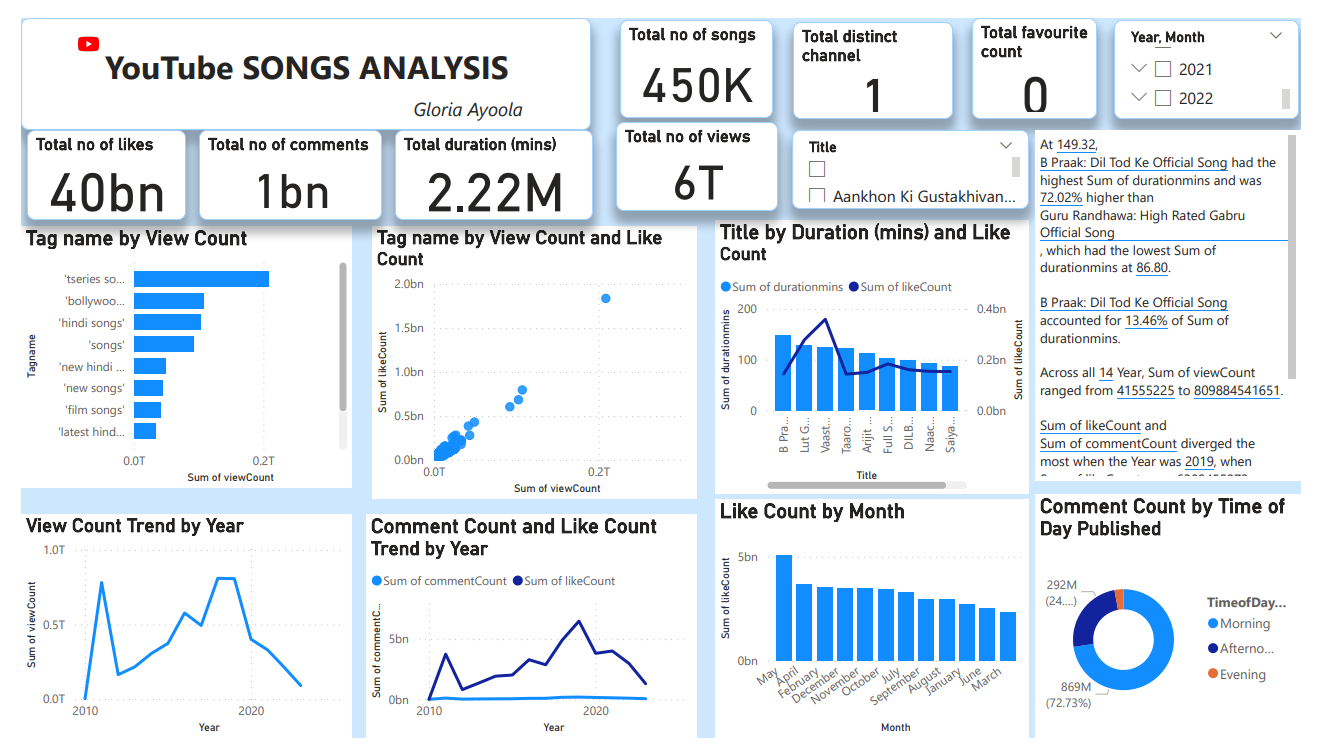 YouTube SONGS ANALYSIS
Gloria Ayoola
Total no of songs
450K
Total distinct
channel
1
Total favourite
count
0
Year, Month
2021
2022
Total no of likes
40bn
Total no of comments
1bn
Total duration (mins)
2.22M
Total no of views
6T
Title
Aankhon Ki Gustakhiyan...
At 149.32,
B Praak: Dil Tod Ke Official Song had the
highest Sum of durationmins and was
72.02% higher than
Guru Randhawa: High Rated Gabru
Official Song
, which had the lowest Sum of
durationmins at 86.80.
B Praak: Dil Tod Ke Official Song
accounted for 13.46% of Sum of
durationmins.
Across all 14 Year, Sum of viewCount
ranged from 41555225 to 809884541651.
Sum of likeCount and
Sum of commentCount diverged the
most when the Year was 2019, when
Tag name by View Count
Tagname
'tseries so...
'bollywoo...
'hindi songs'
'songs'
'new hindi ...
'new songs'
'film songs'
'latest hind...
0.0T
0.2T
Sum of viewCount
Tag name by View Count and Like
Count
Sum of likeCount
2.0bn
1.5bn
1.0bn
0.5bn
0.0bn
0.0T
0.2T
Sum of viewCount
Title by Duration (mins) and Like
Count
Sum of durationmins
Sum of likeCount
Sum of durationmins
200
100
0
0.4bn
0.2bn
0.0bn
Sum of likeCount
B Pra...
Lut G...
Vaast...
Taaro...
Arijit ...
Full S...
DILB...
Naac...
Saiya...
Title
View Count Trend by Year
Sum of viewCount
1.0T
0.5T
0.0T
2010
2020
Year
Comment Count and Like Count
Trend by Year
Sum of commentCount
Sum of likeCount
Sum of commentC...
5bn
0bn
2010
2020
Year
Like Count by Month
Sum of likeCount
5bn
0bn
May
April
February
December
November
October
July
September
August
January
June
March
Month
Comment Count by Time of
Day Published
292M
(24....)
869M
(72.73%)
TimeofDay...
Morning
Afterno...
Evening